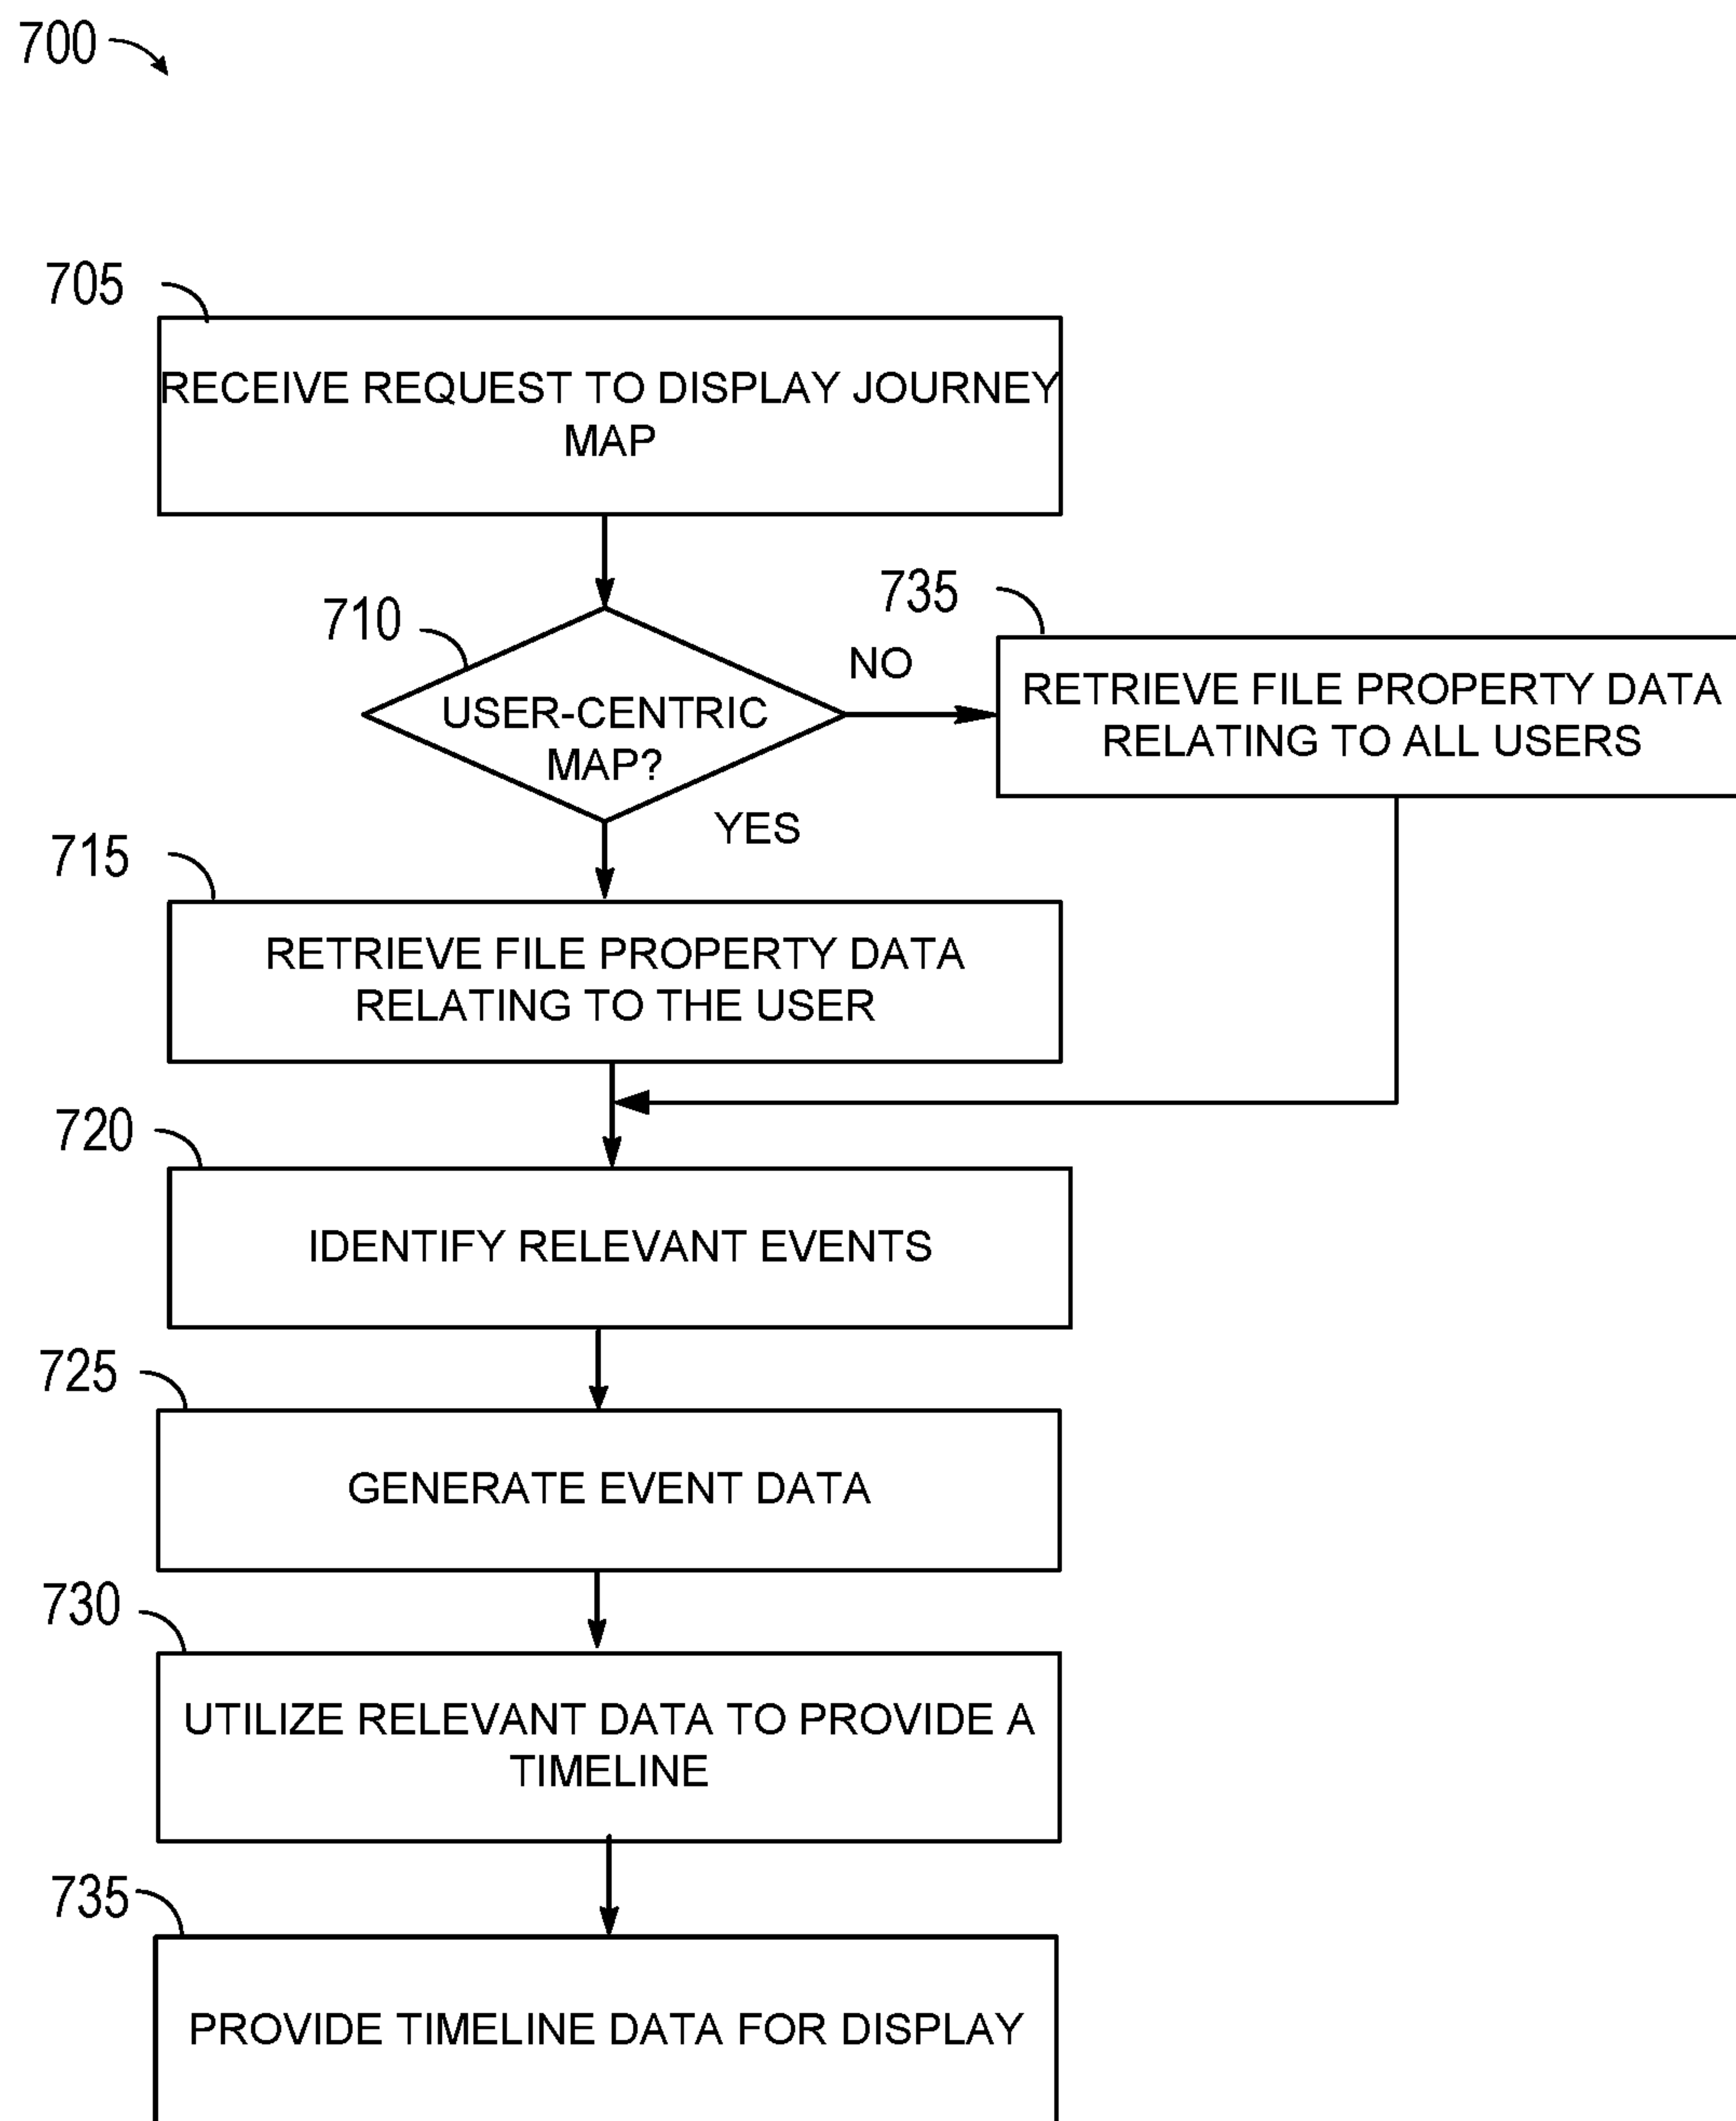 700
705
RECEIVE REQUEST TO DISPLAY JOURNEY
MAP
710
USER-CENTRIC
MAP?
NO
735
RETRIEVE FILE PROPERTY DATA
RELATING TO ALL USERS
YES
715
RETRIEVE FILE PROPERTY DATA
RELATING TO THE USER
720
IDENTIFY RELEVANT EVENTS
725
GENERATE EVENT DATA
730
UTILIZE RELEVANT DATA TO PROVIDE A
TIMELINE
735
PROVIDE TIMELINE DATA FOR DISPLAY